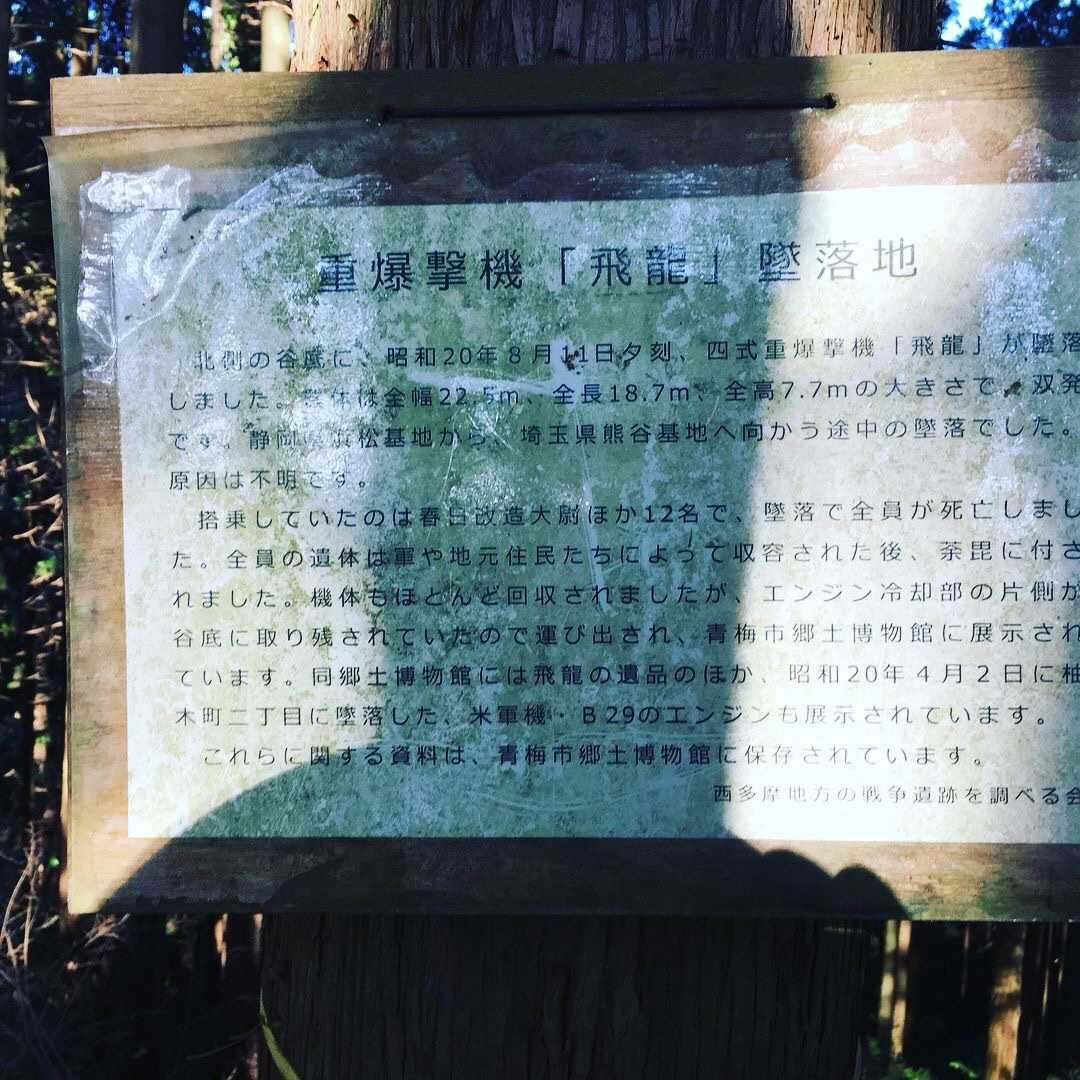 重爆撃機「飛龍」墜落地
北側の谷底に、昭和20年８月11日夕刻、四式重爆撃機「飛龍」が墜落
しました。機体は全幅22.5m、全長18.7m、全高7.7mの大きさで、双発
です。静岡県浜松基地から、埼玉県熊谷基地へ向かう途中の墜落でした。
原因は不明です。
搭乗していたのは春日改造大尉ほか12名で、墜落で全員が死亡しまし
た。全員の遺体は軍や地元住民たちによって収容された後、荼毘に付さ
れました。機体もほとんど回収されましたが、エンジン冷却部の片側が
谷底に取り残されていたので運び出され、青梅市郷土博物館に展示され
ています。同郷土博物館には飛龍の遺品のほか、昭和20年４月２日に柚
木町二丁目に墜落した、米軍機・Ｂ29のエンジンも展示されています。
これらに関する資料は、青梅市郷土博物館に保存されています。
西多摩地方の戦争遺跡を調べる会